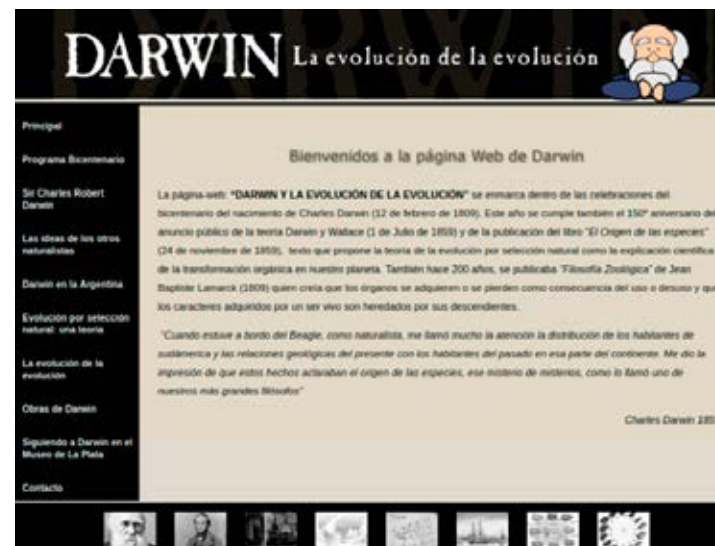 DARWIN La evolución de la evolución
Principal
Programa Bicentenario
Sir Charles Robert
Darwin
Las ideas de los otros
naturalistas
Darwin en la Argentina
Evolución por selección
natural: una teoría
La evolución de la
evolución
Obras de Darwin
Siguiendo a Darwin en el
Museo de La Plata
Contacto
Bienvenidos a la página Web de Darwin
La página-web: “DARWIN Y LA EVOLUCIÓN DE LA EVOLUCIÓN” se enmarca dentro de las celebraciones del
bicentenario del nacimiento de Charles Darwin (12 de febrero de 1809). Este año se cumple también el 150º aniversario del
anuncio público de la teoría Darwin y Wallace (1 de Julio de 1859) y de la publicación del libro "El Origen de las especies"
(24 de noviembre de 1859), texto que propone la teoría de la evolución por selección natural como la explicación científica
de la transformación orgánica en nuestro planeta. También hace 200 años, se publicaba "Filosofía Zoológica" de Jean
Baptiste Lamarck (1809) quien creía que los órganos se adquieren o se pierden como consecuencia del uso o desuso y qu
los caracteres adquiridos por un ser vivo son heredados por sus descendientes.
"Cuando estuve a bordo del Beagle, como naturalista, me llamó mucho la atención la distribución de los habitantes de
sudámerica y las relaciones geológicas del presente con los habitantes del pasado en esa parte del continente. Me dio la
impresión de que estos hechos aclaraban el origen de las especies, ese misterio de misterios, como lo llamó uno de
nuestros más grandes filósofos"
Charles Darwin 185